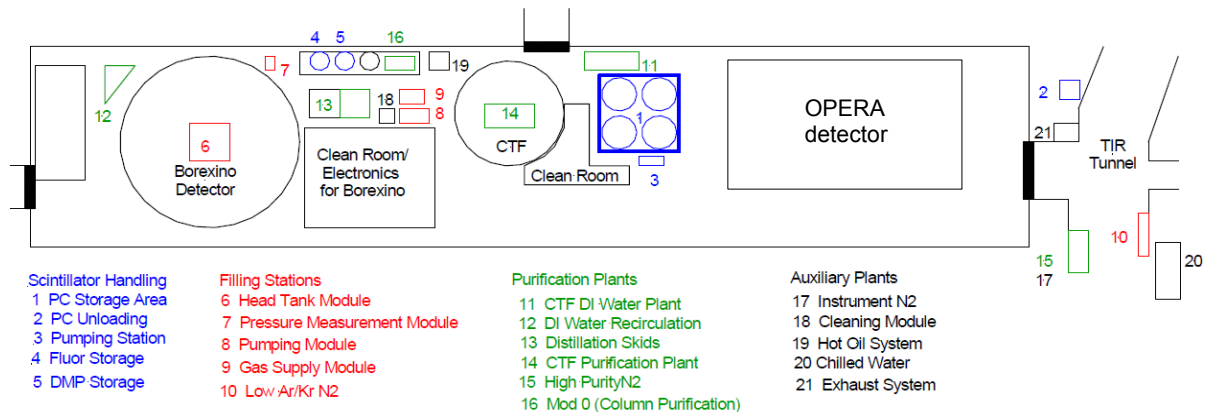 4 5 16
7
19
11
2
12
13
18
9
8
14
1
OPERA
detector
21
6
Borexino
Detector
Clean Room/
Electronics
for Borexino
CTF
Clean Room
3
TIR
Tunnel
10
15
17
20
Scintillator Handling
1 PC Storage Area
2 PC Unloading
3 Pumping Station
4 Fluor Storage
5 DMP Storage
Filling Stations
6 Head Tank Module
7 Pressure Measurement Module
8 Pumping Module
9 Gas Supply Module
10 Low Ar/Kr N2
Purification Plants
11 CTF DI Water Plant
12 DI Water Recirculation
13 Distillation Skids
14 CTF Purification Plant
15 High PurityN2
16 Mod 0 (Column Purification)
Auxiliary Plants
17 Instrument N2
18 Cleaning Module
19 Hot Oil System
20 Chilled Water
21 Exhaust System